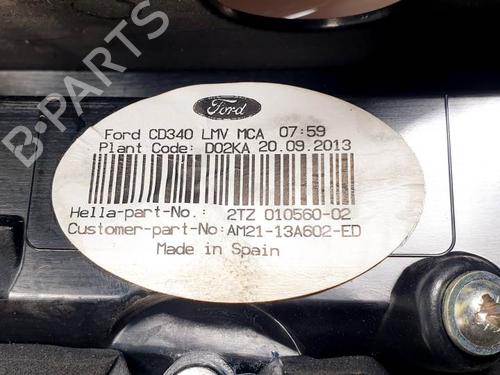 Ford
Ford CD340 LMV MCA 07:59
Plant Code: D02KA 20.09.2013
Hella-part-No.: 2TZ 010560-02
Customer-part-No: AM21-13A602-ED
Made in Spain
B-PARTS